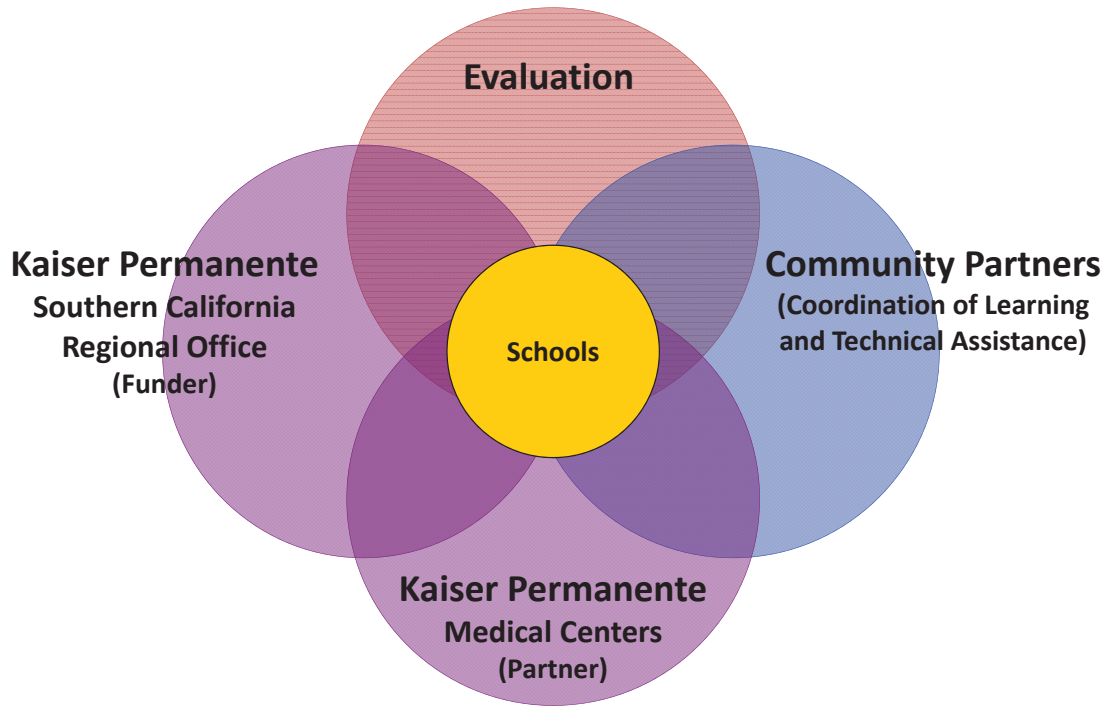 Evaluation
Kaiser Permanente
Southern California
Regional Office
(Funder)
Schools
Community Partners
(Coordination of Learning
and Technical Assistance)
Kaiser Permanente
Medical Centers
(Partner)